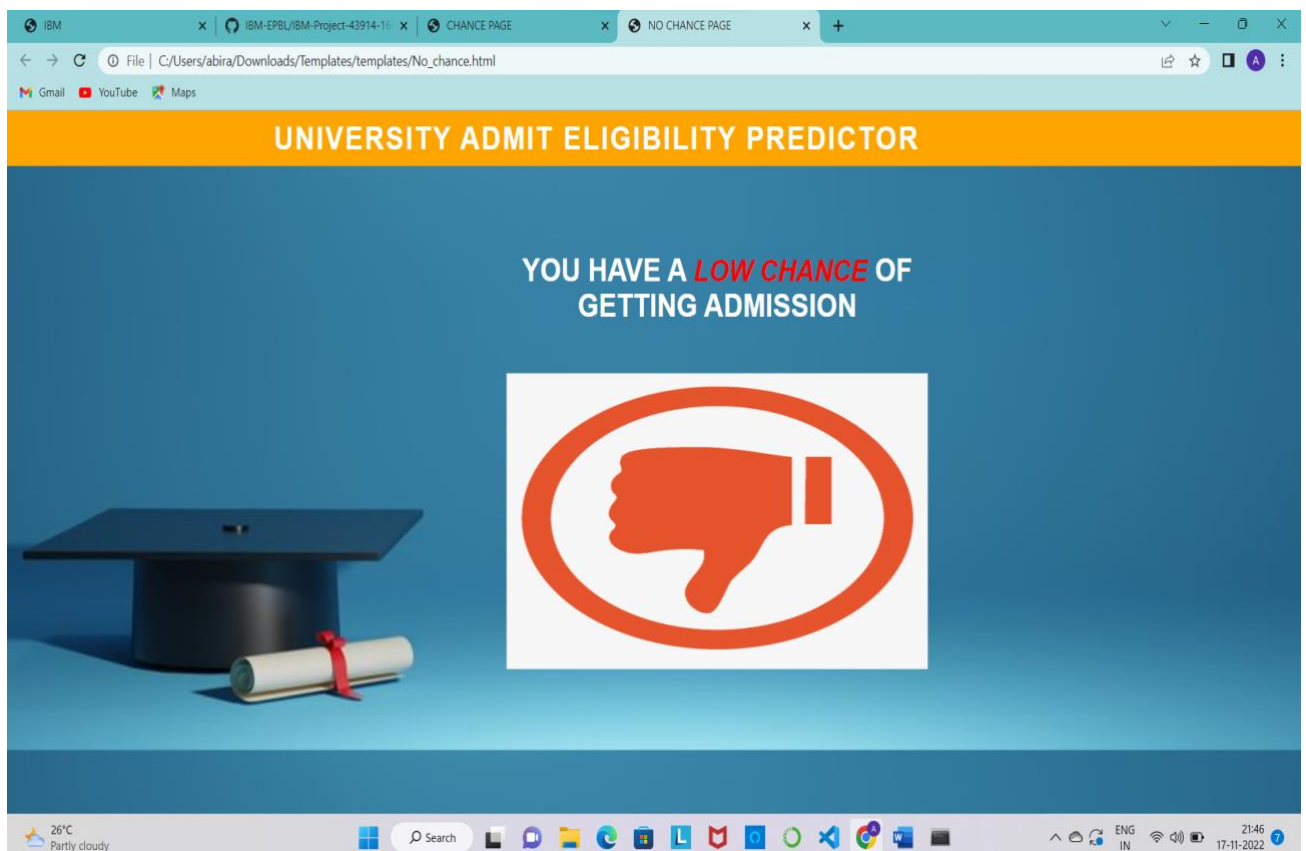 IBM
IBM-EPBL/IBM-Project-43914-16
CHANCE PAGE
NO CHANCE PAGE
File | C:/Users/abira/Downloads/Templates/templates/No_chance.html
A
Gmail
YouTube
Maps
UNIVERSITY ADMIT ELIGIBILITY PREDICTOR
YOU HAVE A LOW CHANCE OF
GETTING ADMISSION
26°C
Partly cloudy
Search
L
ENG
IN
21:46
17-11-2022
7